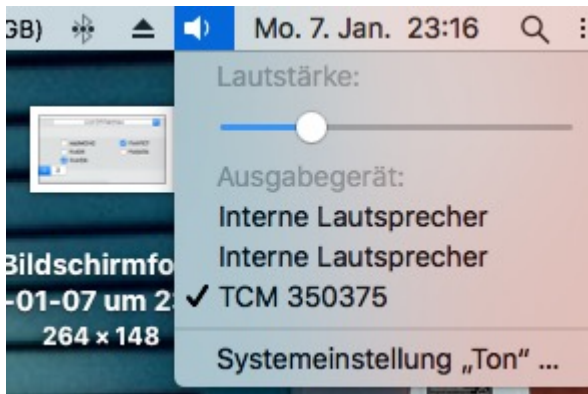 GB)
Mo. 7. Jan. 23:16
Lautstärke:
Ausgabegerät:
Interne Lautsprecher
Interne Lautsprecher
TCM 350375
Systemeinstellung „Ton“ ...
Bildschirmfo
-01-07 um 2
264 × 148